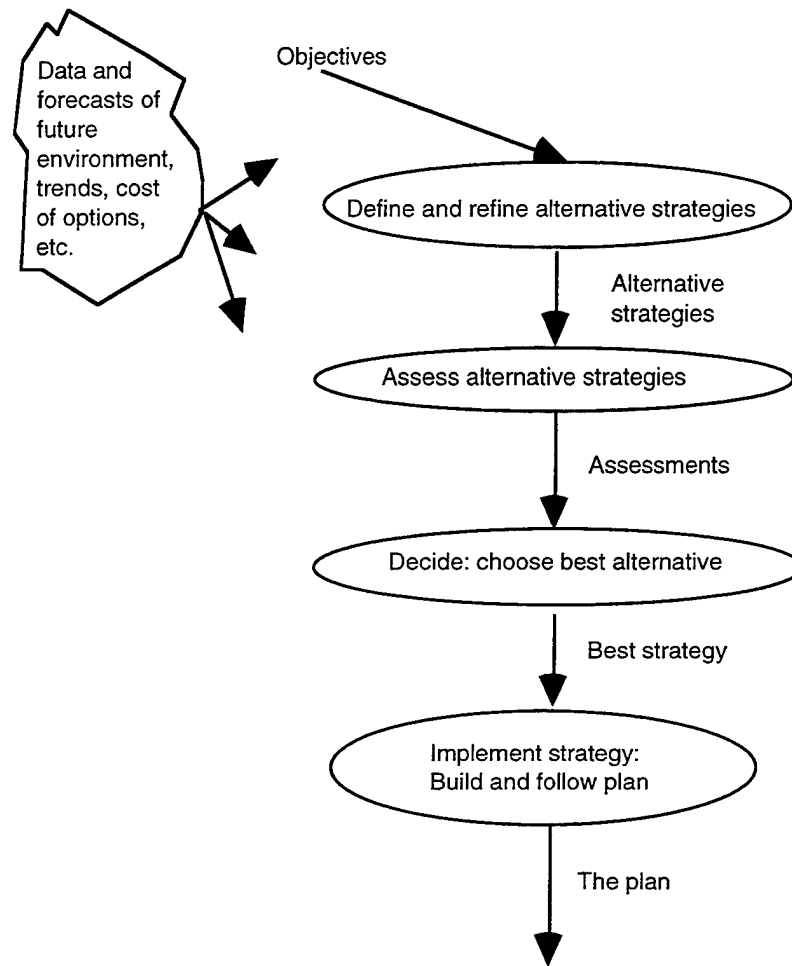 Data and
forecasts of
future
environment,
trends, cost
of options,
etc.
Objectives
Define and refine alternative strategies
Alternative
strategies
Assess alternative strategies
Assessments
Decide: choose best alternative
Best strategy
Implement strategy:
Build and follow plan
The plan